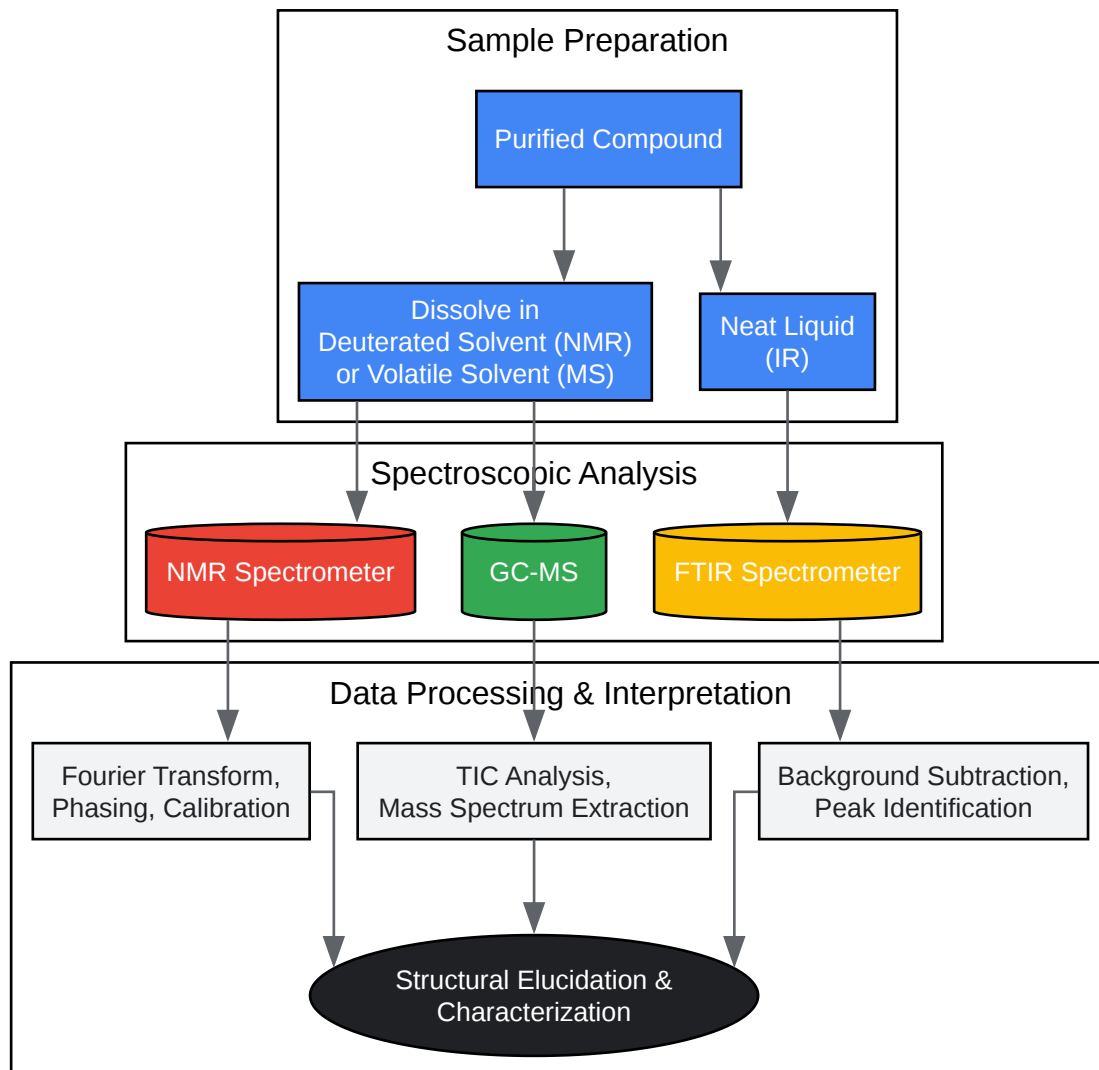 Sample Preparation
Purified Compound
Dissolve in
Deuterated Solvent (NMR)
or Volatile Solvent (MS)
Neat Liquid
(IR)
Spectroscopic Analysis
NMR Spectrometer
GC-MS
FTIR Spectrometer
Data Processing & Interpretation
Fourier Transform,
Phasing, Calibration
TIC Analysis,
Mass Spectrum Extraction
Background Subtraction,
Peak Identification
Structural Elucidation &
Characterization